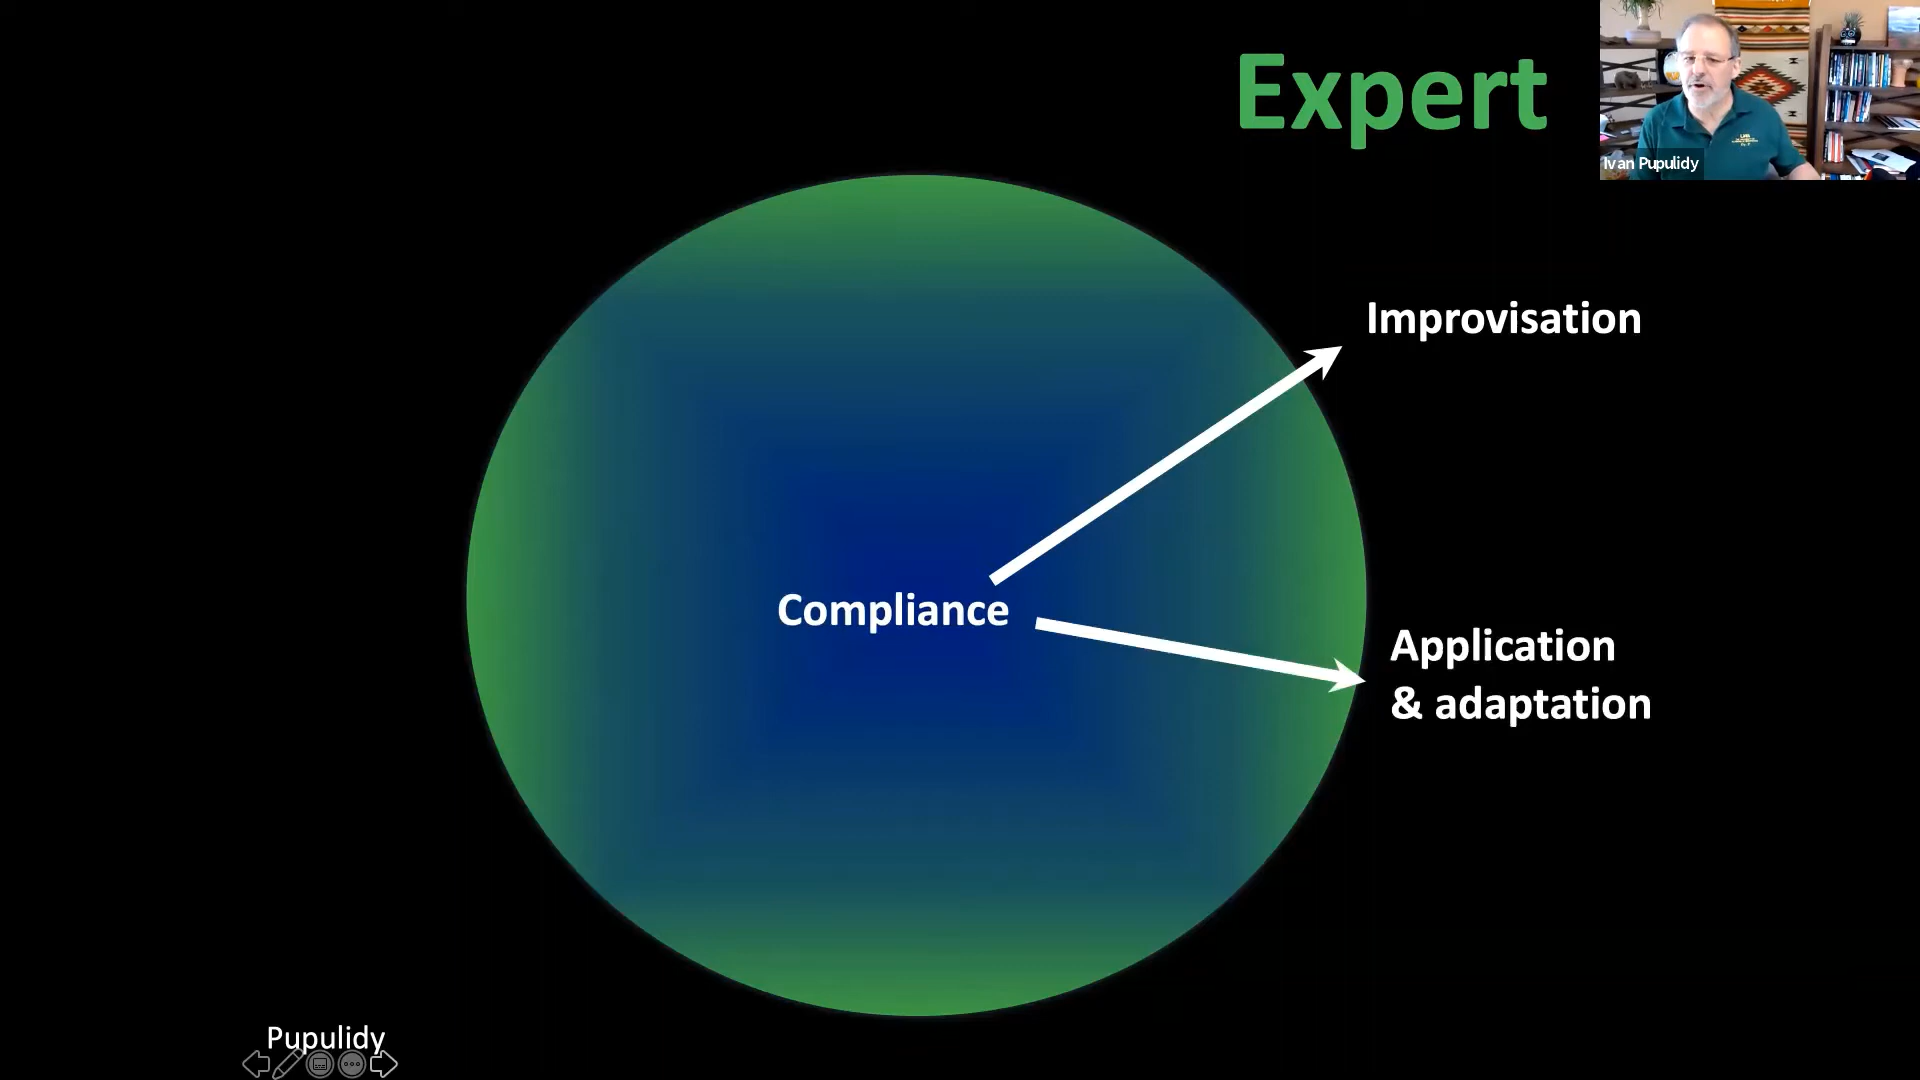 Expert
Ivan Pupulidy
Improvisation
Compliance
Application
& adaptation
Pupulidy